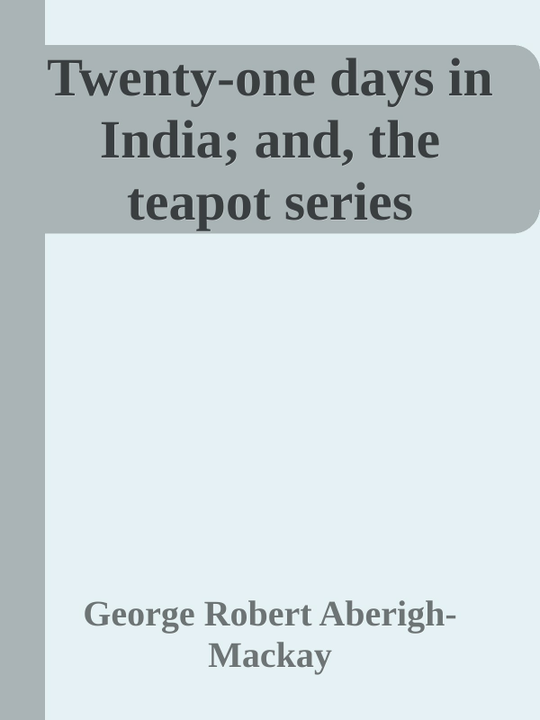 Twenty-one days in
India; and, the
teapot series
George Robert Aberigh-
Mackay